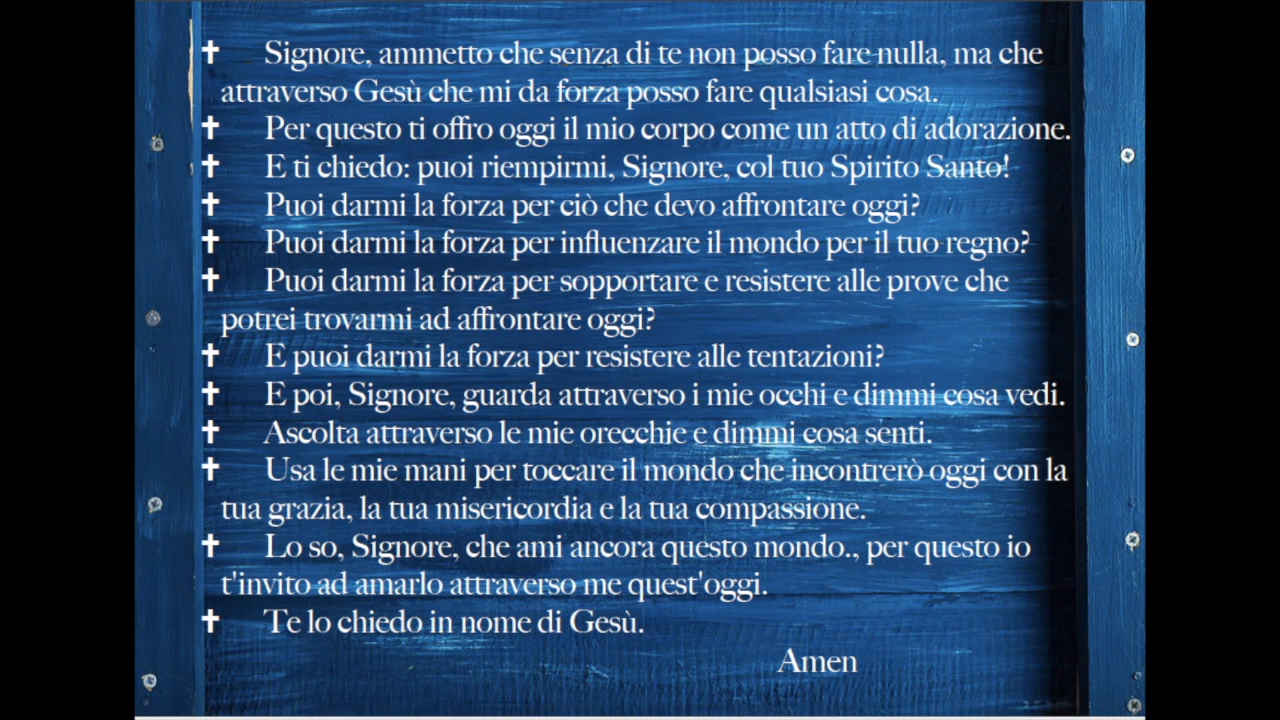 ✝ Signore, ammetto che senza di te non posso fare nulla, ma che
attraverso Gesù che mi da forza posso fare qualsiasi cosa.
✝ Per questo ti offro oggi il mio corpo come un atto di adorazione.
✝ E ti chiedo: puoi riempirmi, Signore, col tuo Spirito Santo!
✝ Puoi darmi la forza per ciò che devo affrontare oggi?
✝ Puoi darmi la forza per influenzare il mondo per il tuo regno?
✝ Puoi darmi la forza per sopportare e resistere alle prove che
potrei trovarmi ad affrontare oggi?
✝ E puoi darmi la forza per resistere alle tentazioni?
✝ E poi, Signore, guarda attraverso i mie occhi e dimmi cosa vedi.
✝ Ascolta attraverso le mie orecchie e dimmi cosa senti.
✝ Usa le mie mani per toccare il mondo che incontrerò oggi con la
tua grazia, la tua misericordia e la tua compassione.
✝ Lo so, Signore, che ami ancora questo mondo., per questo io
t'invito ad amarlo attraverso me quest'oggi.
✝ Te lo chiedo in nome di Gesù.
Amen